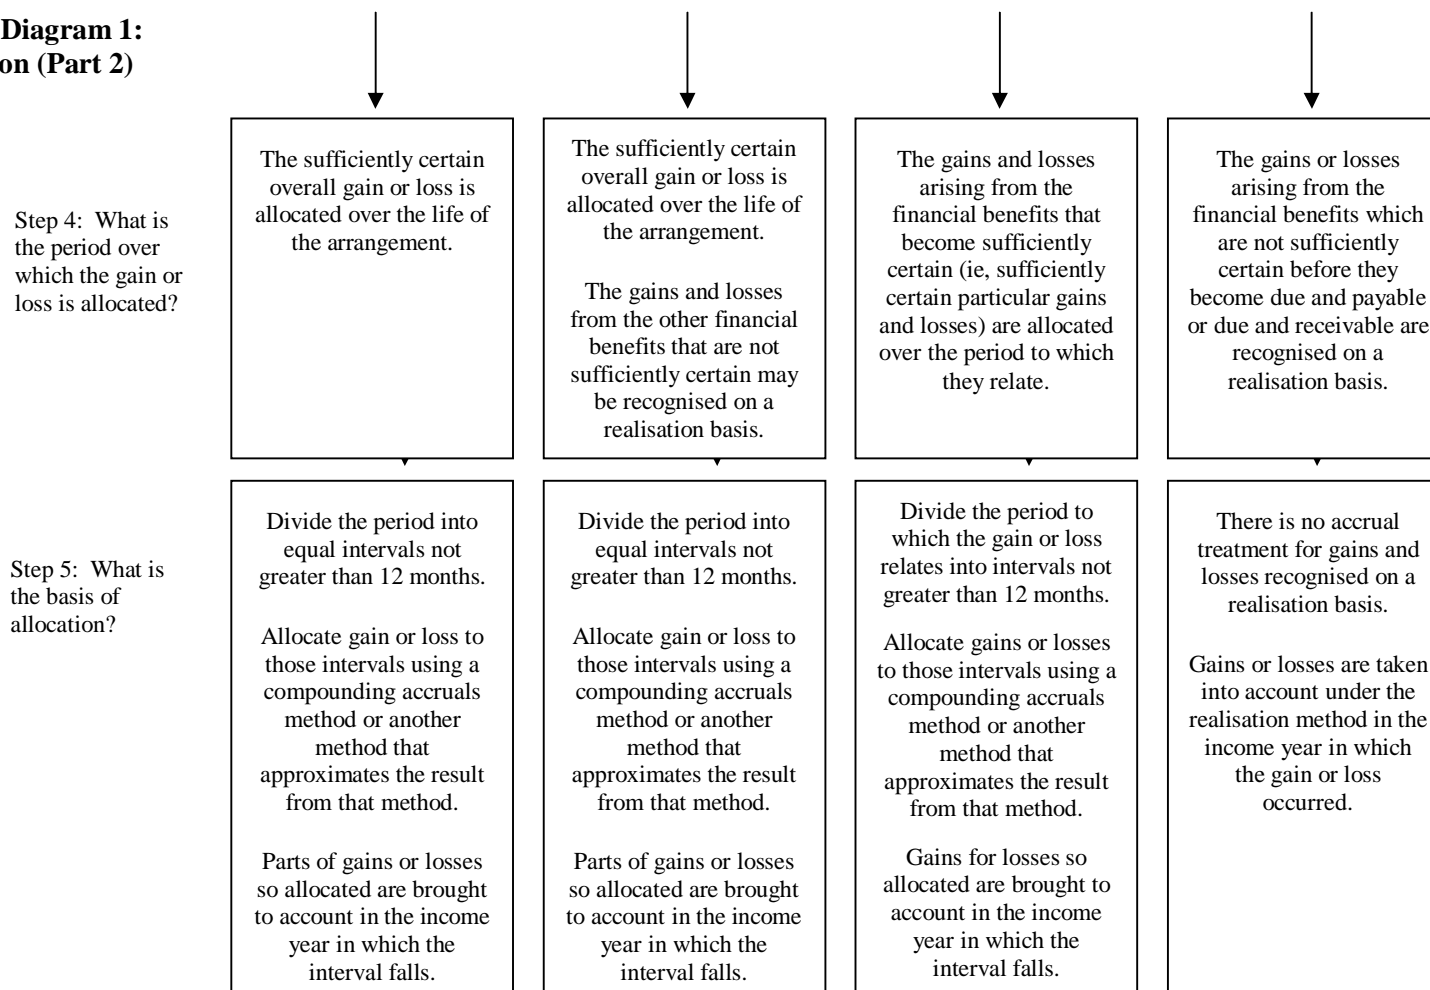 Diagram 1:
on (Part 2)
Step 4: What is
the period over
which the gain or
loss is allocated?
The sufficiently certain
overall gain or loss is
allocated over the life of
the arrangement.
The sufficiently certain
overall gain or loss is
allocated over the life of
the arrangement.
The gains and losses
from the other financial
benefits that are not
sufficiently certain may
be recognised on a
realisation basis.
The gains and losses
arising from the
financial benefits that
become sufficiently
certain (ie, sufficiently
certain particular gains
and losses) are allocated
over the period to which
they relate.
The gains or losses
arising from the
financial benefits which
are not sufficiently
certain before they
become due and payable
or due and receivable are
recognised on a
realisation basis.
Step 5: What is
the basis of
allocation?
Divide the period into
equal intervals not
greater than 12 months.
Allocate gain or loss to
those intervals using a
compounding accruals
method or another
method that
approximates the result
from that method.
Parts of gains or losses
so allocated are brought
to account in the income
year in which the
interval falls.
Divide the period into
equal intervals not
greater than 12 months.
Allocate gain or loss to
those intervals using a
compounding accruals
method or another
method that
approximates the result
from that method.
Parts of gains or losses
so allocated are brought
to account in the income
year in which the
interval falls.
Divide the period to
which the gain or loss
relates into intervals not
greater than 12 months.
Allocate gains or losses
to those intervals using a
compounding accruals
method or another
method that
approximates the result
from that method.
Gains for losses so
allocated are brought to
account in the income
year in which the
interval falls.
There is no accrual
treatment for gains and
losses recognised on a
realisation basis.
Gains or losses are taken
into account under the
realisation method in the
income year in which
the gain or loss
occurred.